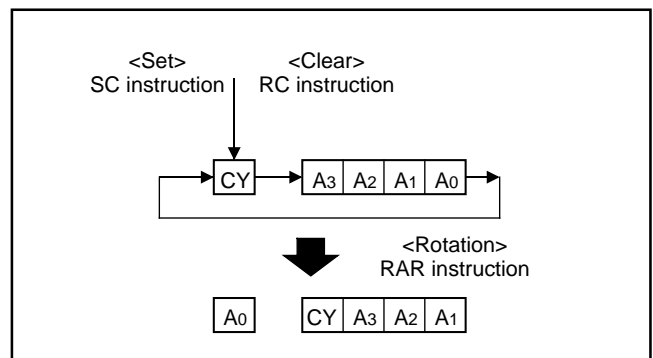 <Set> <Clear>
SC instruction RC instruction
CY A3 A2 A1 A0
<Rotation>
RAR instruction
A0 CY A3 A2 A1